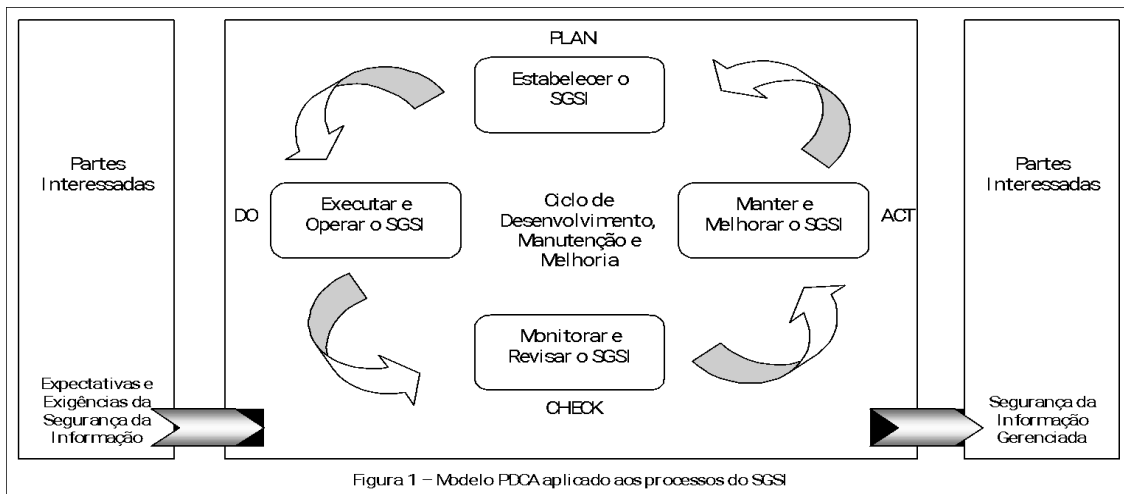 PLAN
Estabelecer o
SGSI
Partes
Interessadas
DO
Executar e
Operar o SGSI
Ciclo de
Desenvolvimento,
Manutenção e
Melhoria
Manter e
Melhorar o SGSI
ACT
Partes
Interessadas
Monitorar e
Revisar o SGSI
CHECK
Expectativas e
Exigências da
Segurança da
Informação
Segurança da
Informação
Gerenciada
Figura 1 – Modelo PDCA aplicado aos processos do SGSI